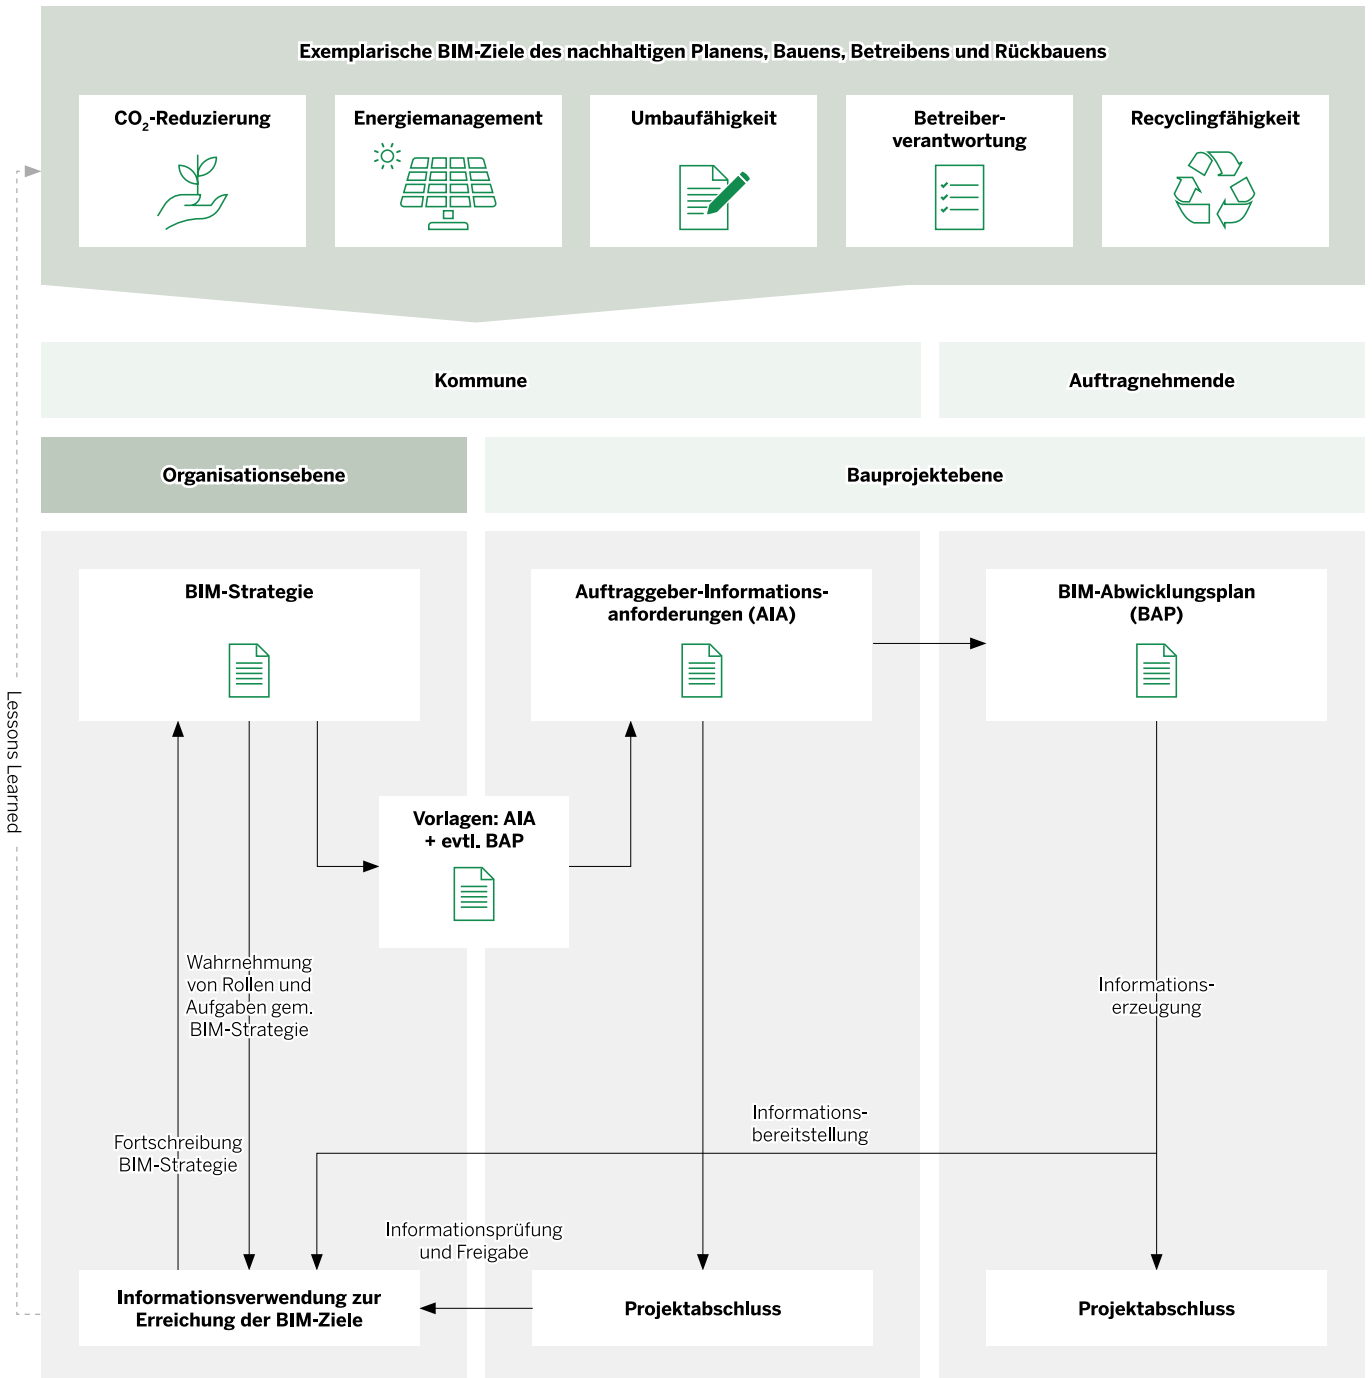 Exemplarische BIM-Ziele des nachhaltigen Planens, Bauens, Betreibens und Rückbauens
CO₂-Reduzierung
Energiemanagement
Umbaufähigkeit
Betreiber-
verantwortung
Recyclingfähigkeit
Kommune
Auftragnehmende
Organisationsebene
Bauprojektebene
BIM-Strategie
Auftraggeber-Informations-
anforderungen (AIA)
BIM-Abwicklungsplan
(BAP)
Lessons Learned
Vorlagen: AIA
+ evtl. BAP
Wahrnehmung
von Rollen und
Aufgaben gem.
BIM-Strategie
Informations-
erzeugung
Informations-
bereitstellung
Fortschreibung
BIM-Strategie
Informationsprüfung
und Freigabe
Informationsverwendung zur
Erreichung der BIM-Ziele
Projektabschluss
Projektabschluss